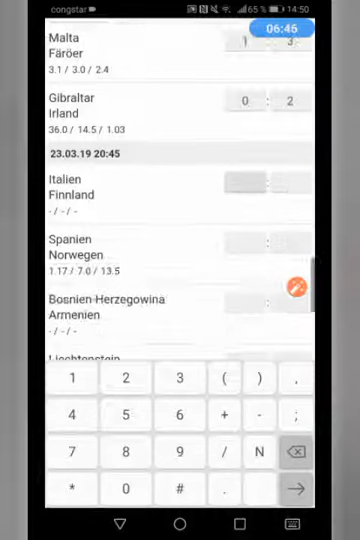 congstar
65 % 14:50
06:46
Malta
Färöer
1 : 3
3.1 / 3.0 / 2.4
Gibraltar
Irland
0 : 2
36.0 / 14.5 / 1.03
23.03.19 20:45
Italien
Finnland
:
- / - / -
Spanien
Norwegen
:
1.17 / 7.0 / 13.5
Bosnien-Herzegowina
Armenien
:
- / - / -
Liechtenstein
1 2 3 ( ) ,
4 5 6 + - ;
7 8 9 / N
* 0 # .